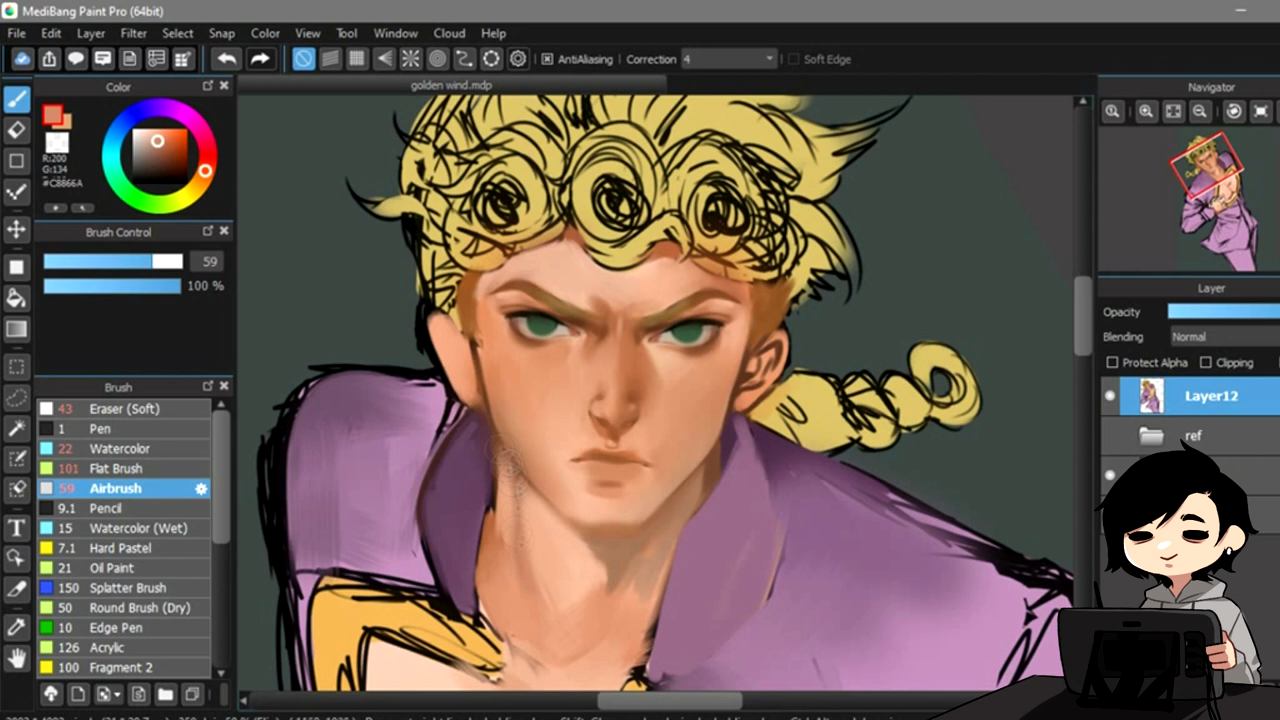 MediBang Paint Pro (64bit)
File Edit Layer Filter Select Snap Color View Tool Window Cloud Help
AntiAliasing Correction 4 Soft Edge
Color
golden wind.mdp
Navigator
R:200
G:134
#C8866A
Brush Control
59
100 %
Layer
Opacity
Blending Normal
Protect Alpha Clipping
Layer12
ref
Brush
43 Eraser (Soft)
1 Pen
22 Watercolor
101 Flat Brush
59 Airbrush
9.1 Pencil
15 Watercolor (Wet)
7.1 Hard Pastel
21 Oil Paint
150 Splatter Brush
50 Round Brush (Dry)
10 Edge Pen
126 Acrylic
100 Fragment 2
T